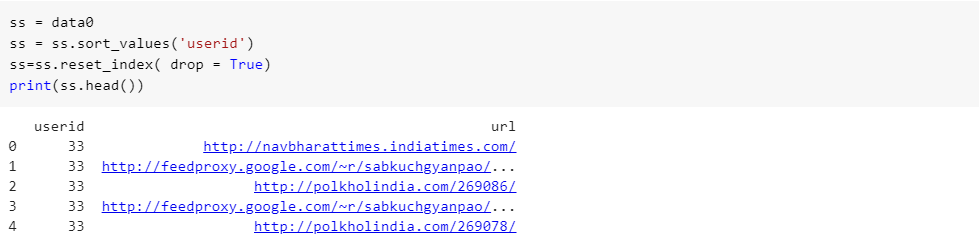 ss = data0
ss = ss.sort_values('userid')
ss=ss.reset_index( drop = True)
print(ss.head())
userid url
0 33 http://navbharattimes.indiatimes.com/
1 33 http://feedproxy.google.com/~r/sabkuchgyanpao/...
2 33 http://polkholindia.com/269086/
3 33 http://feedproxy.google.com/~r/sabkuchgyanpao/...
4 33 http://polkholindia.com/269078/